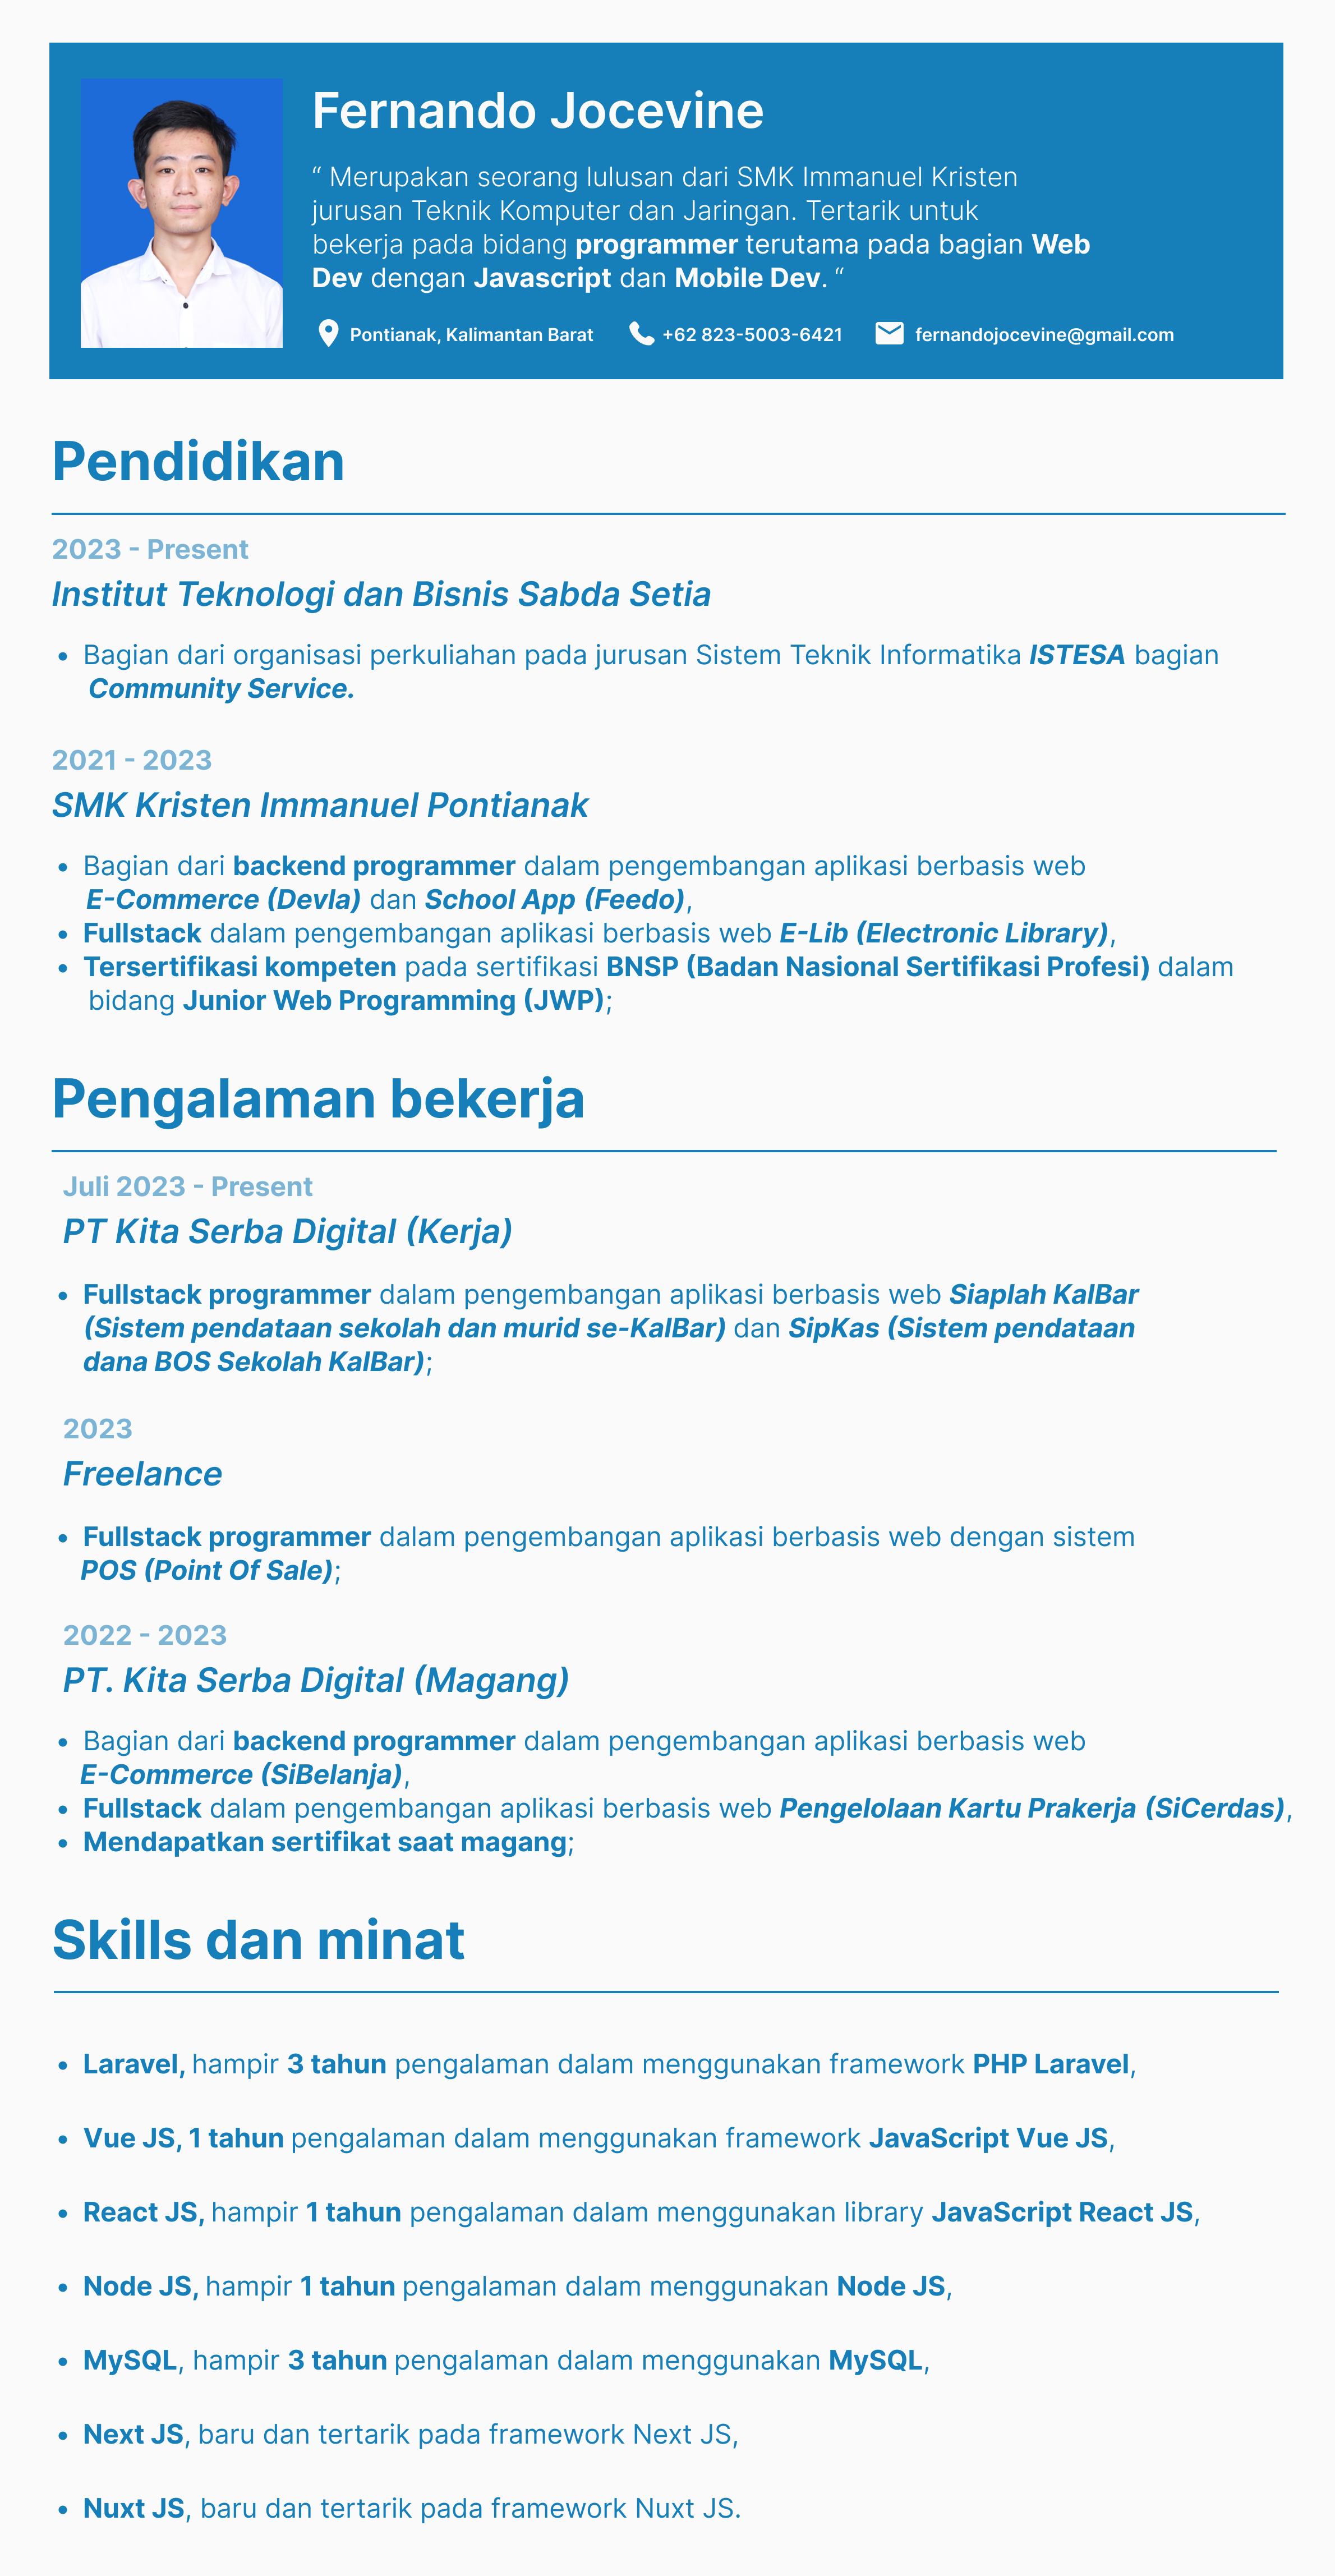 Fernando Jocevine
“ Merupakan seorang lulusan dari SMK Immanuel Kristen
jurusan Teknik Komputer dan Jaringan. Tertarik untuk
bekerja pada bidang programmer terutama pada bagian Web
Dev dengan Javascript dan Mobile Dev. “
Pontianak, Kalimantan Barat +62 823-5003-6421 fernandojocevine@gmail.com
Pendidikan
2023 - Present
Institut Teknologi dan Bisnis Sabda Setia
• Bagian dari organisasi perkuliahan pada jurusan Sistem Teknik Informatika ISTESA bagian
Community Service.
2021 - 2023
SMK Kristen Immanuel Pontianak
• Bagian dari backend programmer dalam pengembangan aplikasi berbasis web
E-Commerce (Devla) dan School App (Feedo),
• Fullstack dalam pengembangan aplikasi berbasis web E-Lib (Electronic Library),
• Tersertifikasi kompeten pada sertifikasi BNSP (Badan Nasional Sertifikasi Profesi) dalam
bidang Junior Web Programming (JWP);
Pengalaman bekerja
Juli 2023 - Present
PT Kita Serba Digital (Kerja)
• Fullstack programmer dalam pengembangan aplikasi berbasis web Siaplah KalBar
(Sistem pendataan sekolah dan murid se-KalBar) dan SipKas (Sistem pendataan
dana BOS Sekolah KalBar);
2023
Freelance
• Fullstack programmer dalam pengembangan aplikasi berbasis web dengan sistem
POS (Point Of Sale);
2022 - 2023
PT. Kita Serba Digital (Magang)
• Bagian dari backend programmer dalam pengembangan aplikasi berbasis web
E-Commerce (SiBelanja),
• Fullstack dalam pengembangan aplikasi berbasis web Pengelolaan Kartu Prakerja (SiCerdas),
• Mendapatkan sertifikat saat magang;
Skills dan minat
• Laravel, hampir 3 tahun pengalaman dalam menggunakan framework PHP Laravel,
• Vue JS, 1 tahun pengalaman dalam menggunakan framework JavaScript Vue JS,
• React JS, hampir 1 tahun pengalaman dalam menggunakan library JavaScript React JS,
• Node JS, hampir 1 tahun pengalaman dalam menggunakan Node JS,
• MySQL, hampir 3 tahun pengalaman dalam menggunakan MySQL,
• Next JS, baru dan tertarik pada framework Next JS,
• Nuxt JS, baru dan tertarik pada framework Nuxt JS.